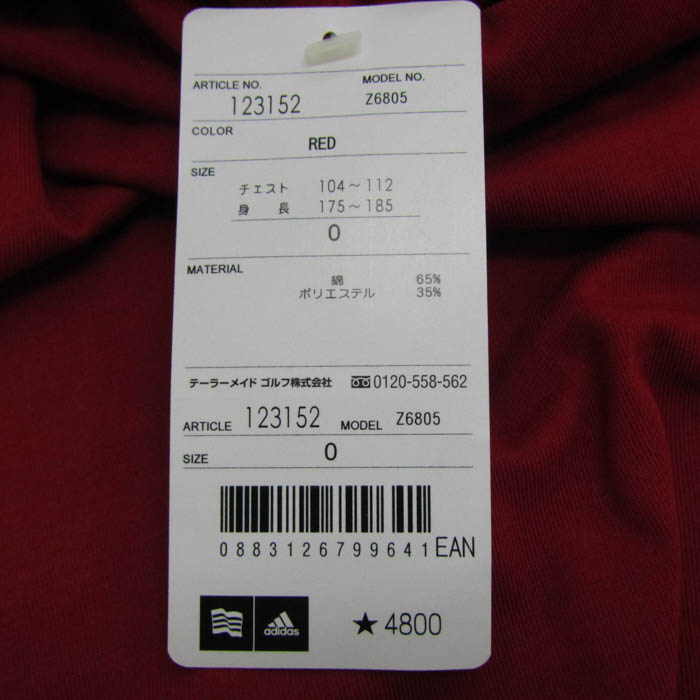 ARTICLE NO. MODEL NO.
123152 Z6805
COLOR
RED
SIZE
チェスト 104～112
身 長 175～185
O
MATERIAL
綿 65%
ポリエステル 35%
テーラーメイド ゴルフ株式会社 0120-558-562
ARTICLE 123152 MODEL Z6805
SIZE O
0883126799641 EAN
adidas ★4800